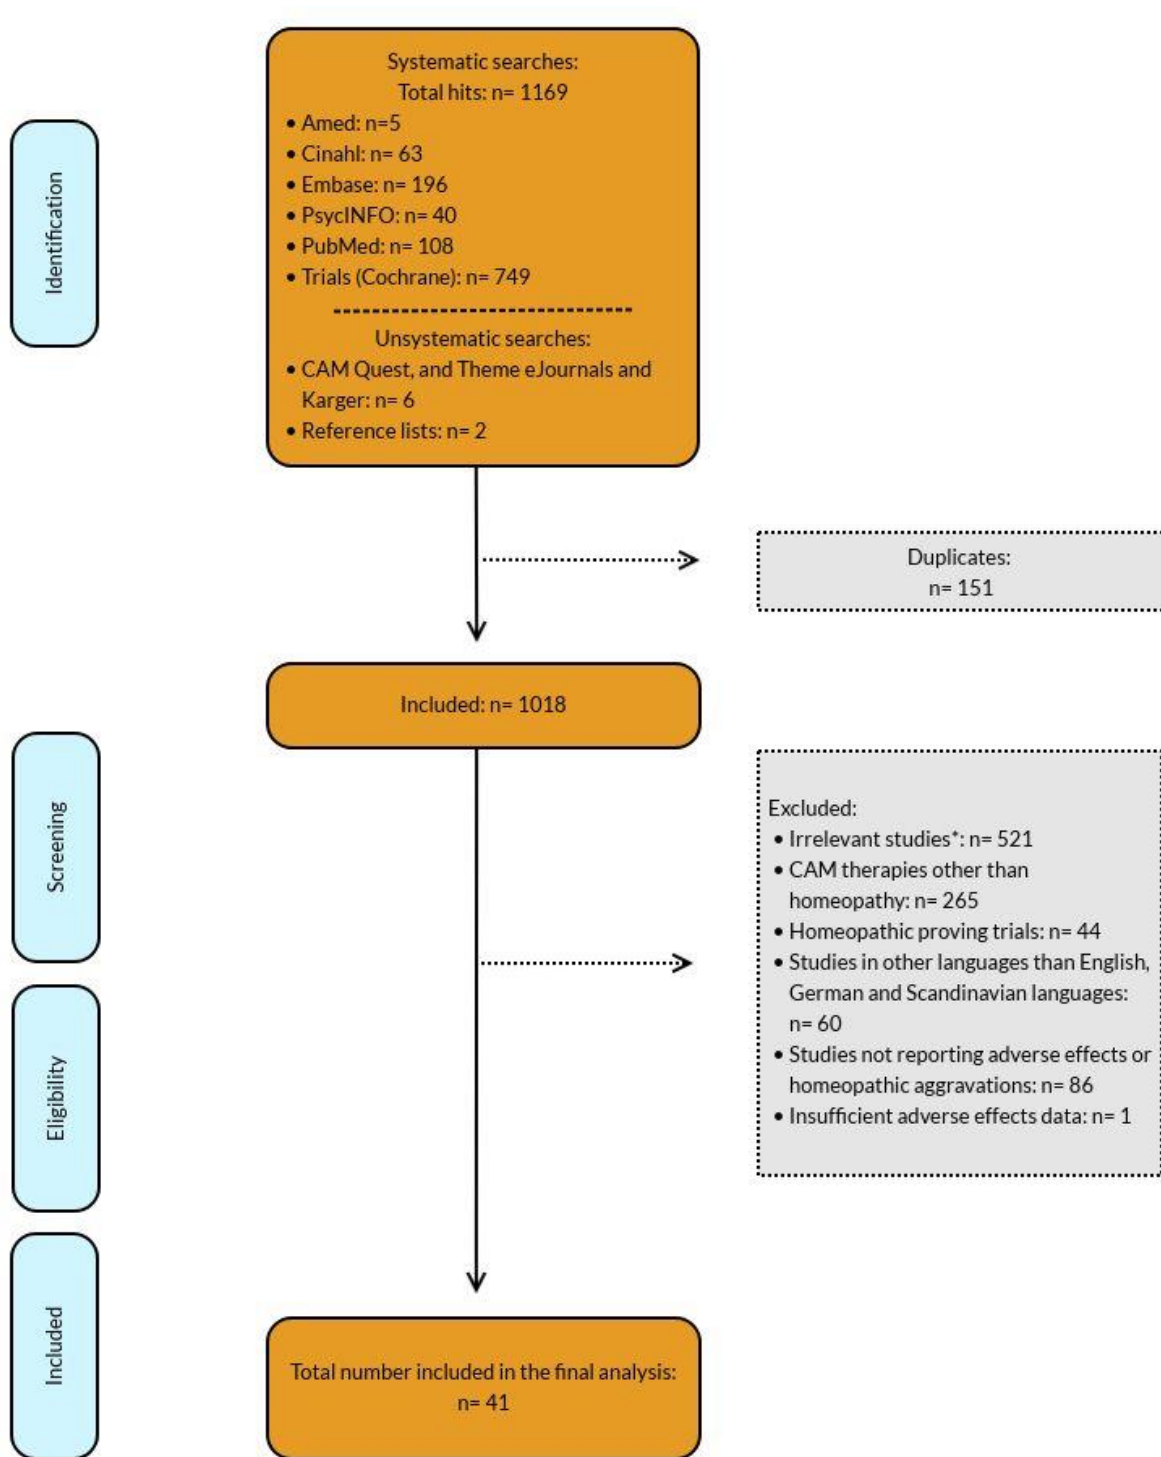 Systematic searches:
Total hits: n= 1169
• Amed: n=5
• Cinahl: n= 63
• Embase: n= 196
• PsycINFO: n= 40
• PubMed: n= 108
• Trials (Cochrane): n= 749
Unsystematic searches:
• CAM Quest, and Theme eJournals and
Karger: n= 6
• Reference lists: n= 2
Identification
Duplicates:
n= 151
Included: n= 1018
Screening
Excluded:
• Irrelevant studies*: n= 521
• CAM therapies other than
homeopathy: n= 265
• Homeopathic proving trials: n= 44
• Studies in other languages than English,
German and Scandinavian languages:
n= 60
• Studies not reporting adverse effects or
homeopathic aggravations: n= 86
• Insufficient adverse effects data: n= 1
Eligibility
Included
Total number included in the final analysis:
n= 41